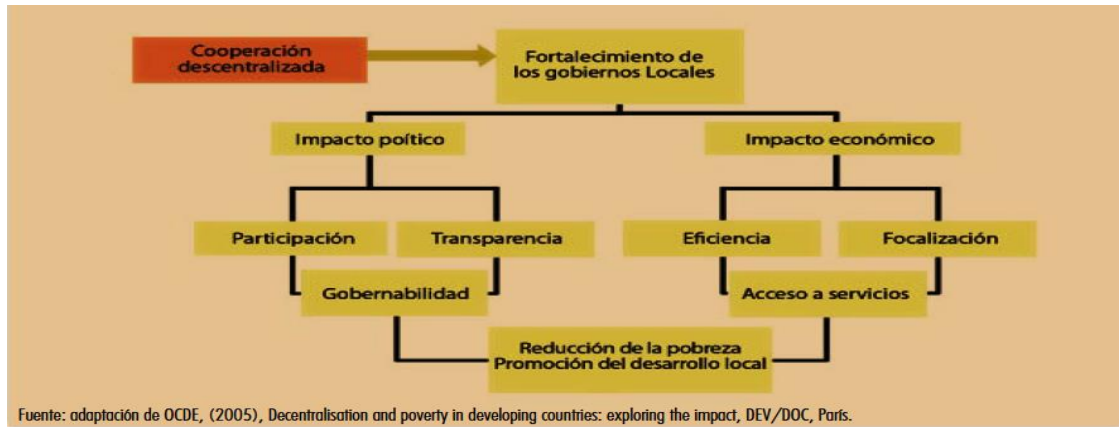 Cooperación
descentralizada
Fortalecimiento de
los gobiernos Locales
Impacto poítico
Impacto económico
Participación
Transparencia
Eficiencia
Focalización
Gobernabilidad
Acceso a servicios
Reducción de la pobreza
Promoción del desarrollo local
Fuente: adaptación de OCDE, (2005), Decentralisation and poverty in developing countries: exploring the impact, DEV/DOC, París.